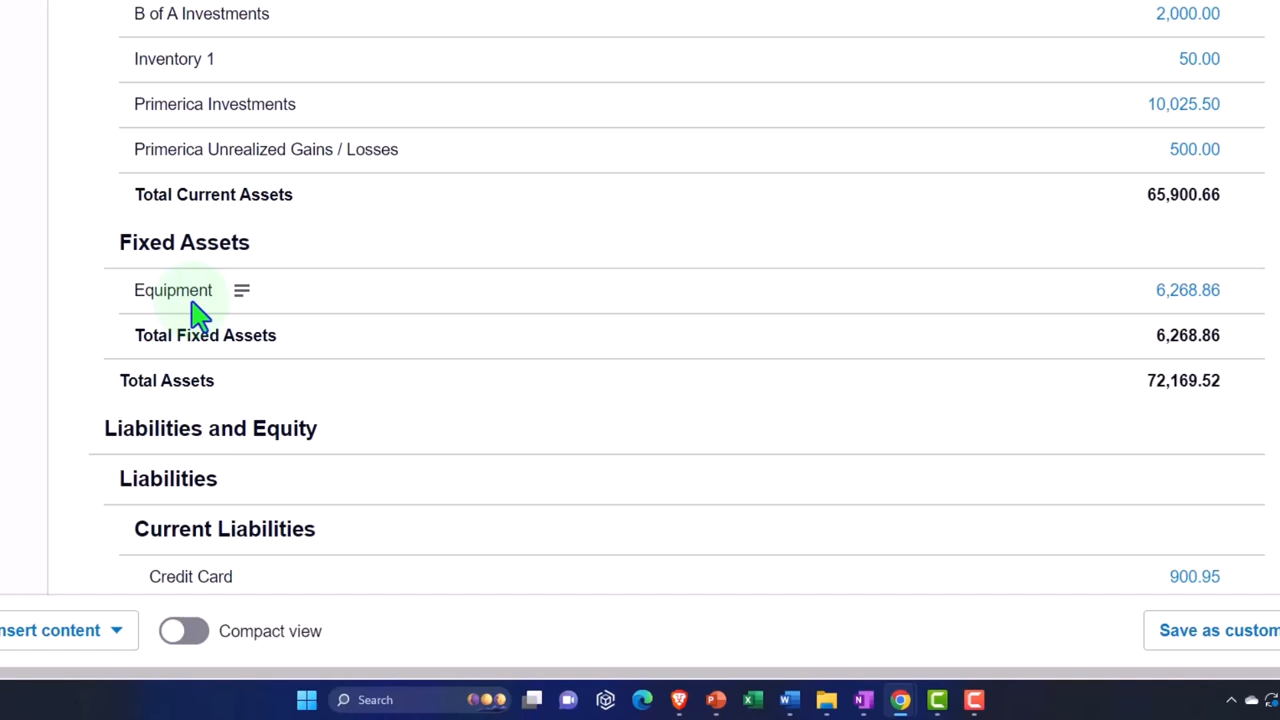 B of A Investments 2,000.00
Inventory 1 50.00
Primerica Investments 10,025.50
Primerica Unrealized Gains / Losses 500.00
Total Current Assets 65,900.66
Fixed Assets
Equipment 6,268.86
Total Fixed Assets 6,268.86
Total Assets 72,169.52
Liabilities and Equity
Liabilities
Current Liabilities
Credit Card 900.95
nsert content Compact view Save as custom
Search